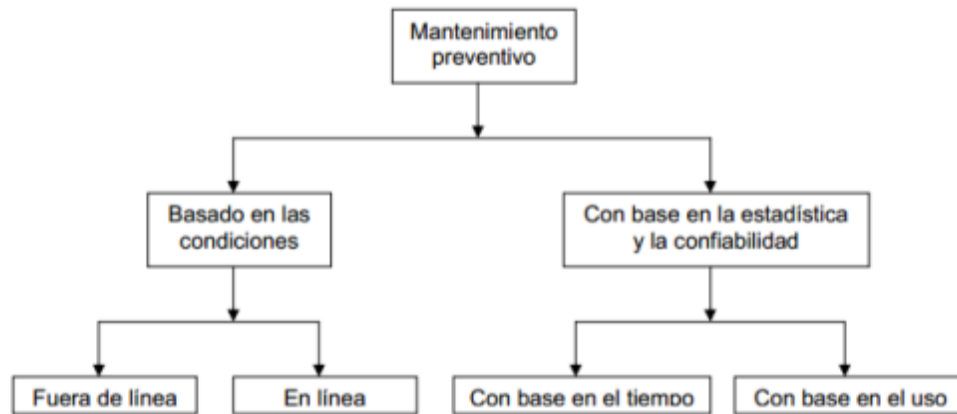 Mantenimiento
preventivo
Basado en las
condiciones
Con base en la estadística
y la confiabilidad
Fuera de línea
En línea
Con base en el tiempo
Con base en el uso